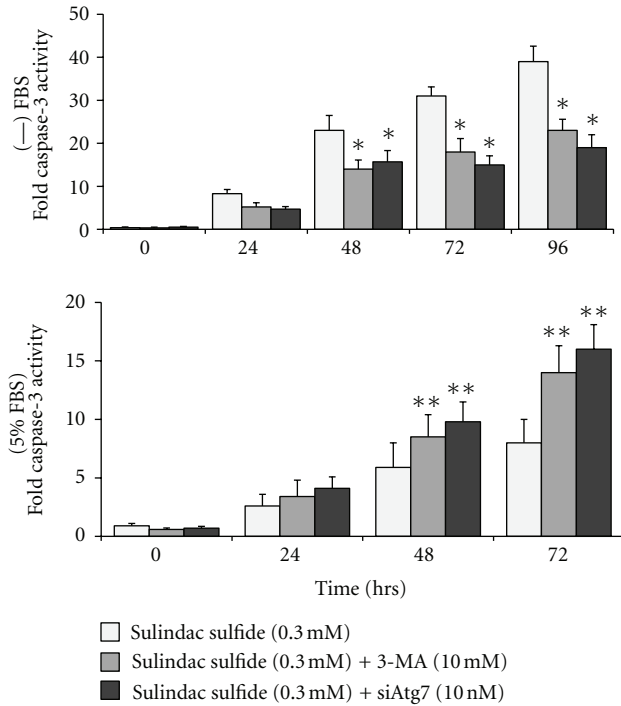 (—) FBS
Fold caspase-3 activity
50
40
30
20
10
0
* * * * * *
0 24 48 72 96
(5% FBS)
Fold caspase-3 activity
20
15
10
5
0
** ** ** **
0 24 48 72
Time (hrs)
Sulindac sulfide (0.3 mM)
Sulindac sulfide (0.3 mM) + 3-MA (10 mM)
Sulindac sulfide (0.3 mM) + siAtg7 (10 nM)